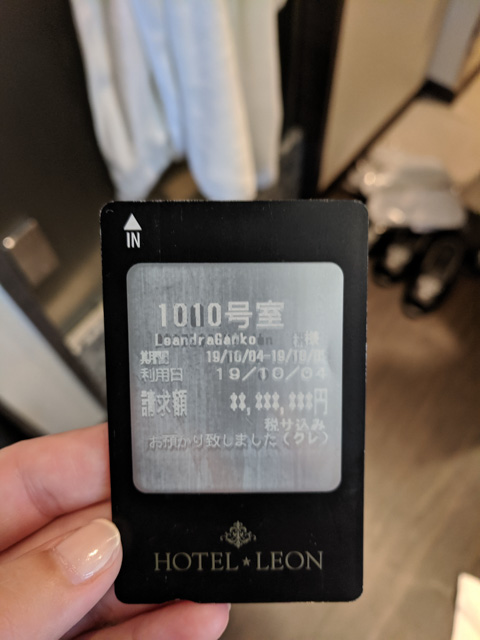 IN
1010号室
様
期間 19/10/04-19/10/
利用日 19/10/04
請求額 **,***,***円
税サ込み
お預かり致しました(クレ)
HOTEL★LEON